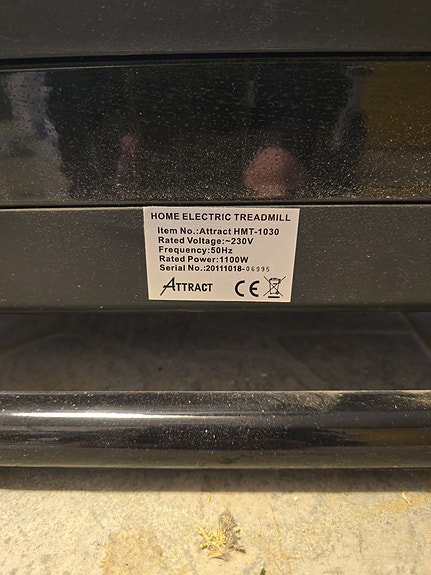 HOME ELECTRIC TREADMILL
Item No.:Attract HMT-1030
Rated Voltage:~230V
Frequency:50Hz
Rated Power:1100W
Serial No.:20111018-06995
ATTRACT CE